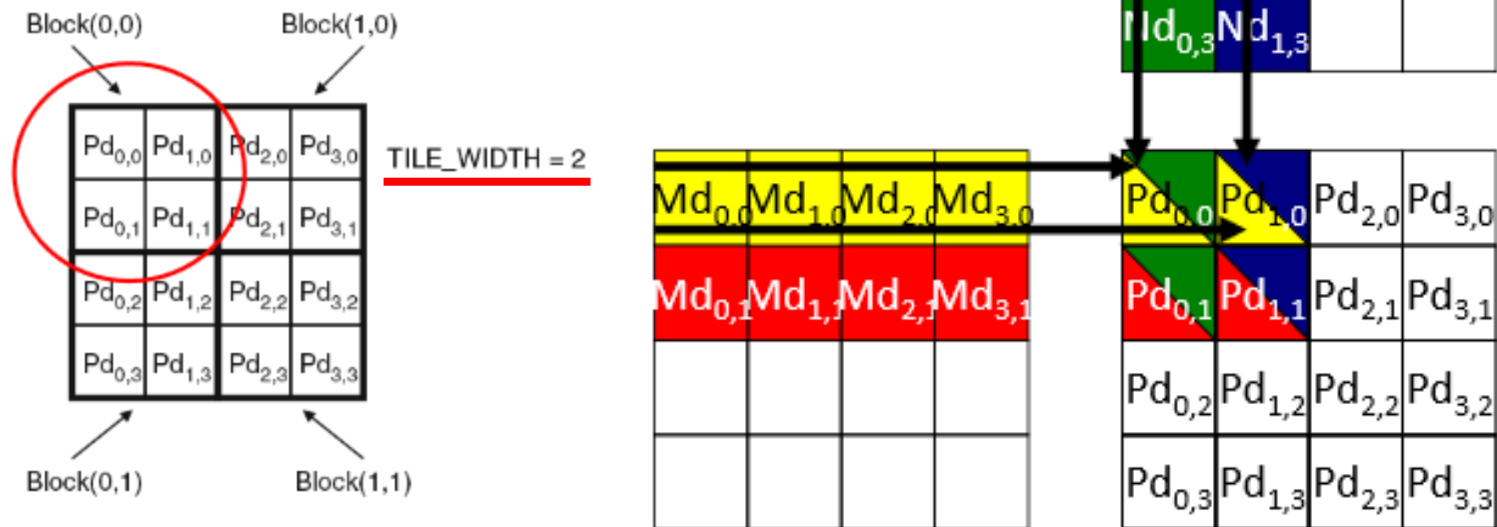 Block(0,0) Block(1,0)
Pd0,0 Pd1,0 Pd2,0 Pd3,0
Pd0,1 Pd1,1 Pd2,1 Pd3,1
Pd0,2 Pd1,2 Pd2,2 Pd3,2
Pd0,3 Pd1,3 Pd2,3 Pd3,3
Block(0,1) Block(1,1)
TILE_WIDTH = 2
Nd0,3 Nd1,3
Md0,0 Md1,0 Md2,0 Md3,0
Md0,1 Md1,1 Md2,1 Md3,1
Pd0,0 Pd1,0 Pd2,0 Pd3,0
Pd0,1 Pd1,1 Pd2,1 Pd3,1
Pd0,2 Pd1,2 Pd2,2 Pd3,2
Pd0,3 Pd1,3 Pd2,3 Pd3,3